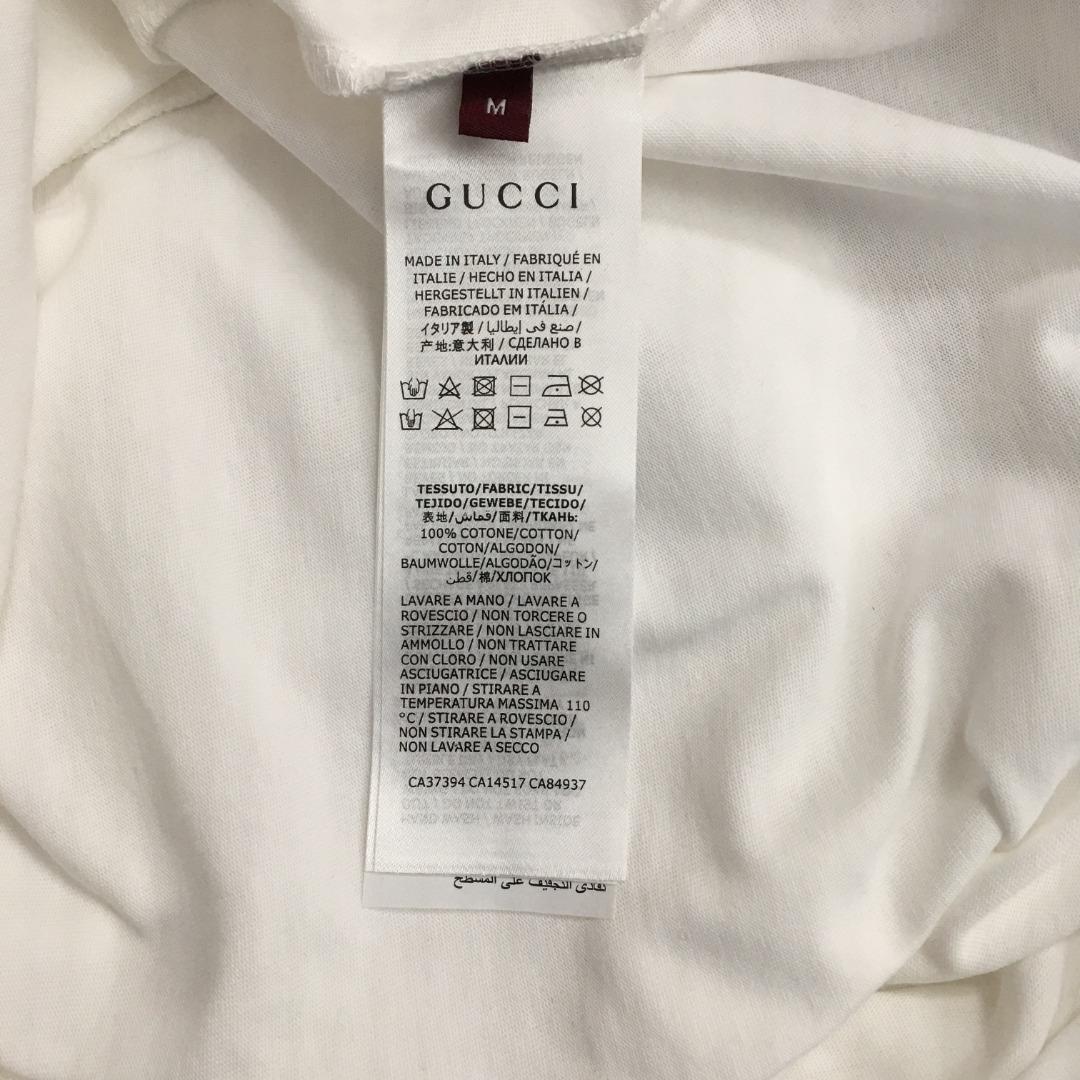 M
GUCCI
MADE IN ITALY / FABRIQUÉ EN
ITALIE / HECHO EN ITALIA /
HERGESTELLT IN ITALIEN /
FABRICADO EM ITÁLIA /
イタリア製 / صنع في إيطاليا /
产地:意大利 / СДЕЛАНО В
ИТАЛИИ
TESSUTO/FABRIC/TISSU/
TEJIDO/GEWEBE/TECIDO/
表地/قماش/面料/ТКАНЬ:
100% COTONE/COTTON/
COTON/ALGODON/
BAUMWOLLE/ALGODÃO/コットン/
قطن/棉/ХЛОПОК
LAVARE A MANO / LAVARE A
ROVESCIO / NON TORCERE O
STRIZZARE / NON LASCIARE IN
AMMOLLO / NON TRATTARE
CON CLORO / NON USARE
ASCIUGATRICE / ASCIUGARE
IN PIANO / STIRARE A
TEMPERATURA MASSIMA 110
°C / STIRARE A ROVESCIO /
NON STIRARE LA STAMPA /
NON LAVARE A SECCO
CA37394 CA14517 CA84937
التجفيف على المسطح